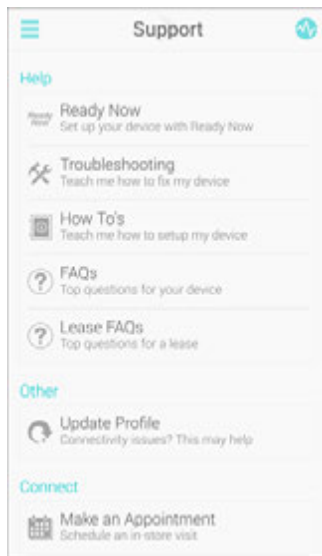 Support
Help
Ready Now
Ready Now
Set up your device with Ready Now
Troubleshooting
Teach me how to fix my device
How To's
Teach me how to setup my device
FAQs
Top questions for your device
Lease FAQs
Top questions for a lease
Other
Update Profile
Connectivity issues? This may help
Connect
Make an Appointment
Schedule an in-store visit